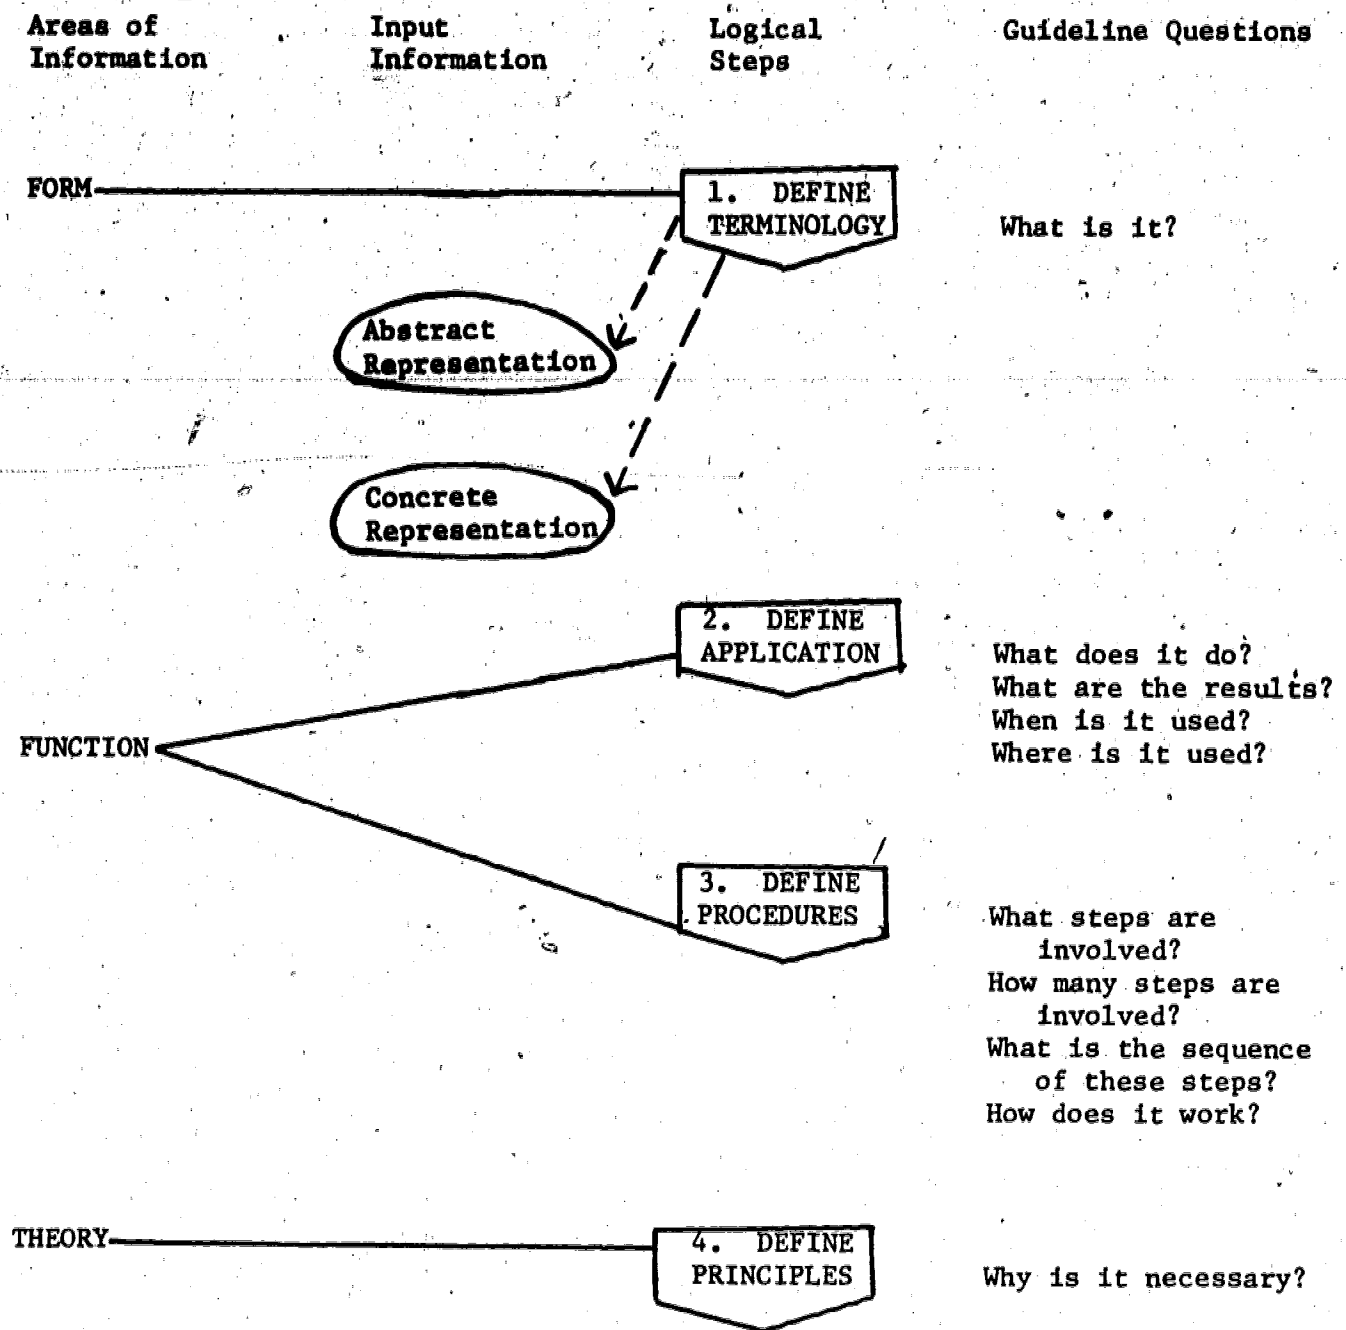 Areas of
Information
Input
Information
Logical
Steps
Guideline Questions
FORM
1. DEFINE
TERMINOLOGY
What is it?
Abstract
Representation
Concrete
Representation
FUNCTION
2. DEFINE
APPLICATION
What does it do?
What are the results?
When is it used?
Where is it used?
3. DEFINE
PROCEDURES
What steps are
involved?
How many steps are
involved?
What is the sequence
of these steps?
How does it work?
THEORY
4. DEFINE
PRINCIPLES
Why is it necessary?